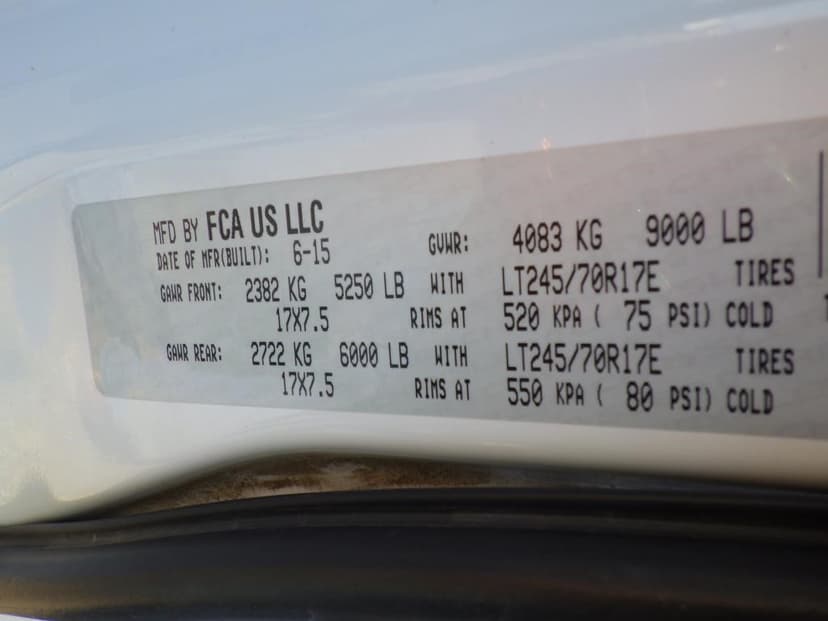 MFD BY FCA US LLC
DATE OF MFR(BUILT): 6-15 GVWR: 4083 KG 9000 LB
GAWR FRONT: 2382 KG 5250 LB WITH LT245/70R17E TIRES
17X7.5 RIMS AT 520 KPA ( 75 PSI) COLD
GAWR REAR: 2722 KG 6000 LB WITH LT245/70R17E TIRES
17X7.5 RIMS AT 550 KPA ( 80 PSI) COLD